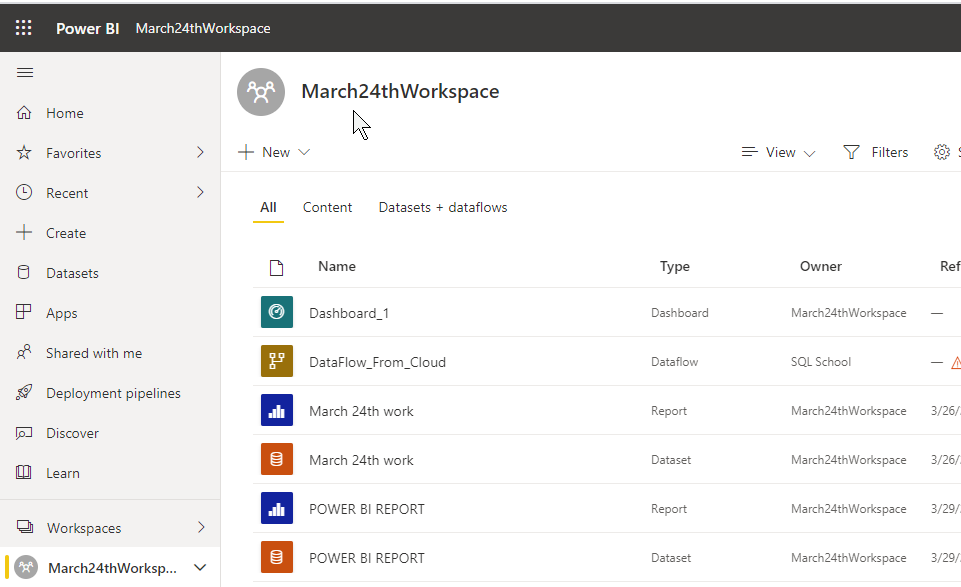 Power BI March24thWorkspace
March24thWorkspace
Home
Favorites
Recent
Create
Datasets
Apps
Shared with me
Deployment pipelines
Discover
Learn
Workspaces
March24thWorksp...
New
View Filters
All Content Datasets + dataflows
Name Type Owner Ref
Dashboard_1 Dashboard March24thWorkspace —
DataFlow_From_Cloud Dataflow SQL School —
March 24th work Report March24thWorkspace 3/26/
March 24th work Dataset March24thWorkspace 3/26/
POWER BI REPORT Report March24thWorkspace 3/29/
POWER BI REPORT Dataset March24thWorkspace 3/29/